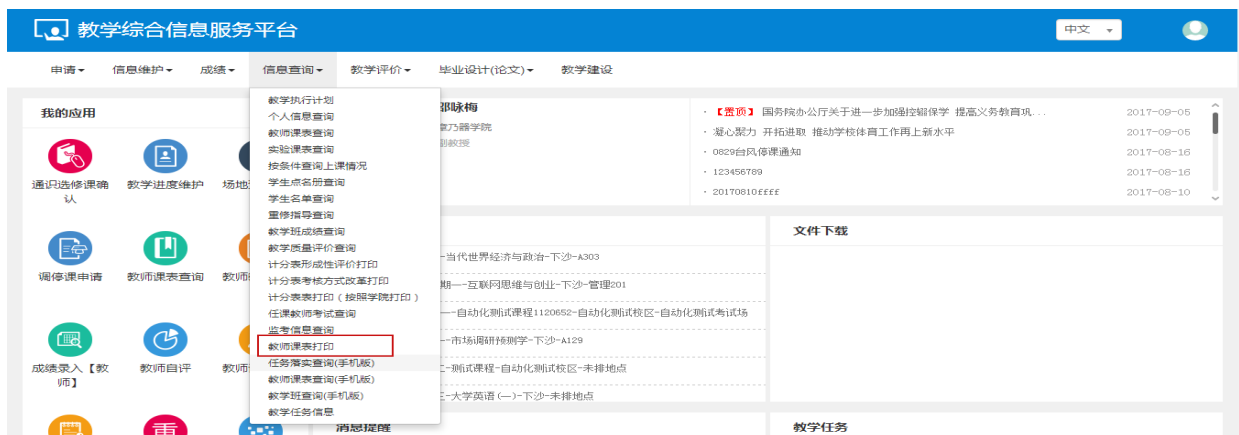 教学综合信息服务平台
中文
申请 信息维护 成绩 信息查询 教学评价 毕业设计(论文) 教学建设
我的应用
通识选修课确认
教学进度维护
场地
调停课申请
教师课表查询
教师
成绩录入【教师】
教师自评
教师
重
教学执行计划
个人信息查询
教师课表查询
实验课表查询
按条件查询上课情况
学生点名册查询
学生名单查询
重修指导查询
教学班成绩查询
教学质量评价查询
计分表形成性评价打印
计分表考核方式改革打印
计分表表打印(按照学院打印)
任课教师考试查询
监考信息查询
教师课表打印
任务落实查询(手机版)
教师课表查询(手机版)
教学班查询(手机版)
教学任务信息
咏梅
学院
副教授
· 【置顶】 国务院办公厅关于进一步加强控辍保学 提高义务教育巩... 2017-09-05
· 凝心聚力 开拓进取 推动学校体育工作再上新水平 2017-09-05
· 0829台风停课通知 2017-08-16
· 123456789 2017-08-16
· 20170810ffff 2017-08-10
-当代世界经济与政治-下沙-A303
期—-互联网思维与创业-下沙-管理201
—-自动化测试课程1120652-自动化测试校区-自动化测试考试场
--市场调研预测学-下沙-A129
二-测试课程-自动化测试校区-未排地点
三-大学英语(一)-下沙-未排地点
消息提醒
文件下载
教学任务